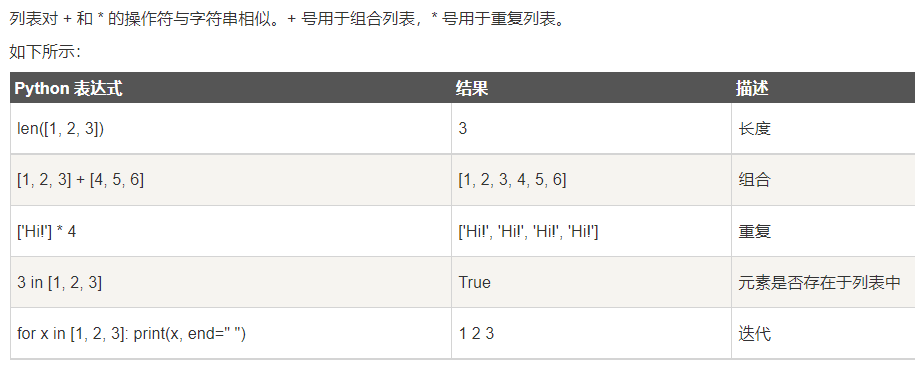 列表对 + 和 * 的操作符与字符串相似。+ 号用于组合列表，* 号用于重复列表。
如下所示：
Python 表达式 结果 描述
len([1, 2, 3]) 3 长度
[1, 2, 3] + [4, 5, 6] [1, 2, 3, 4, 5, 6] 组合
['Hi!'] * 4 ['Hi!', 'Hi!', 'Hi!', 'Hi!'] 重复
3 in [1, 2, 3] True 元素是否存在于列表中
for x in [1, 2, 3]: print(x, end=" ") 1 2 3 迭代